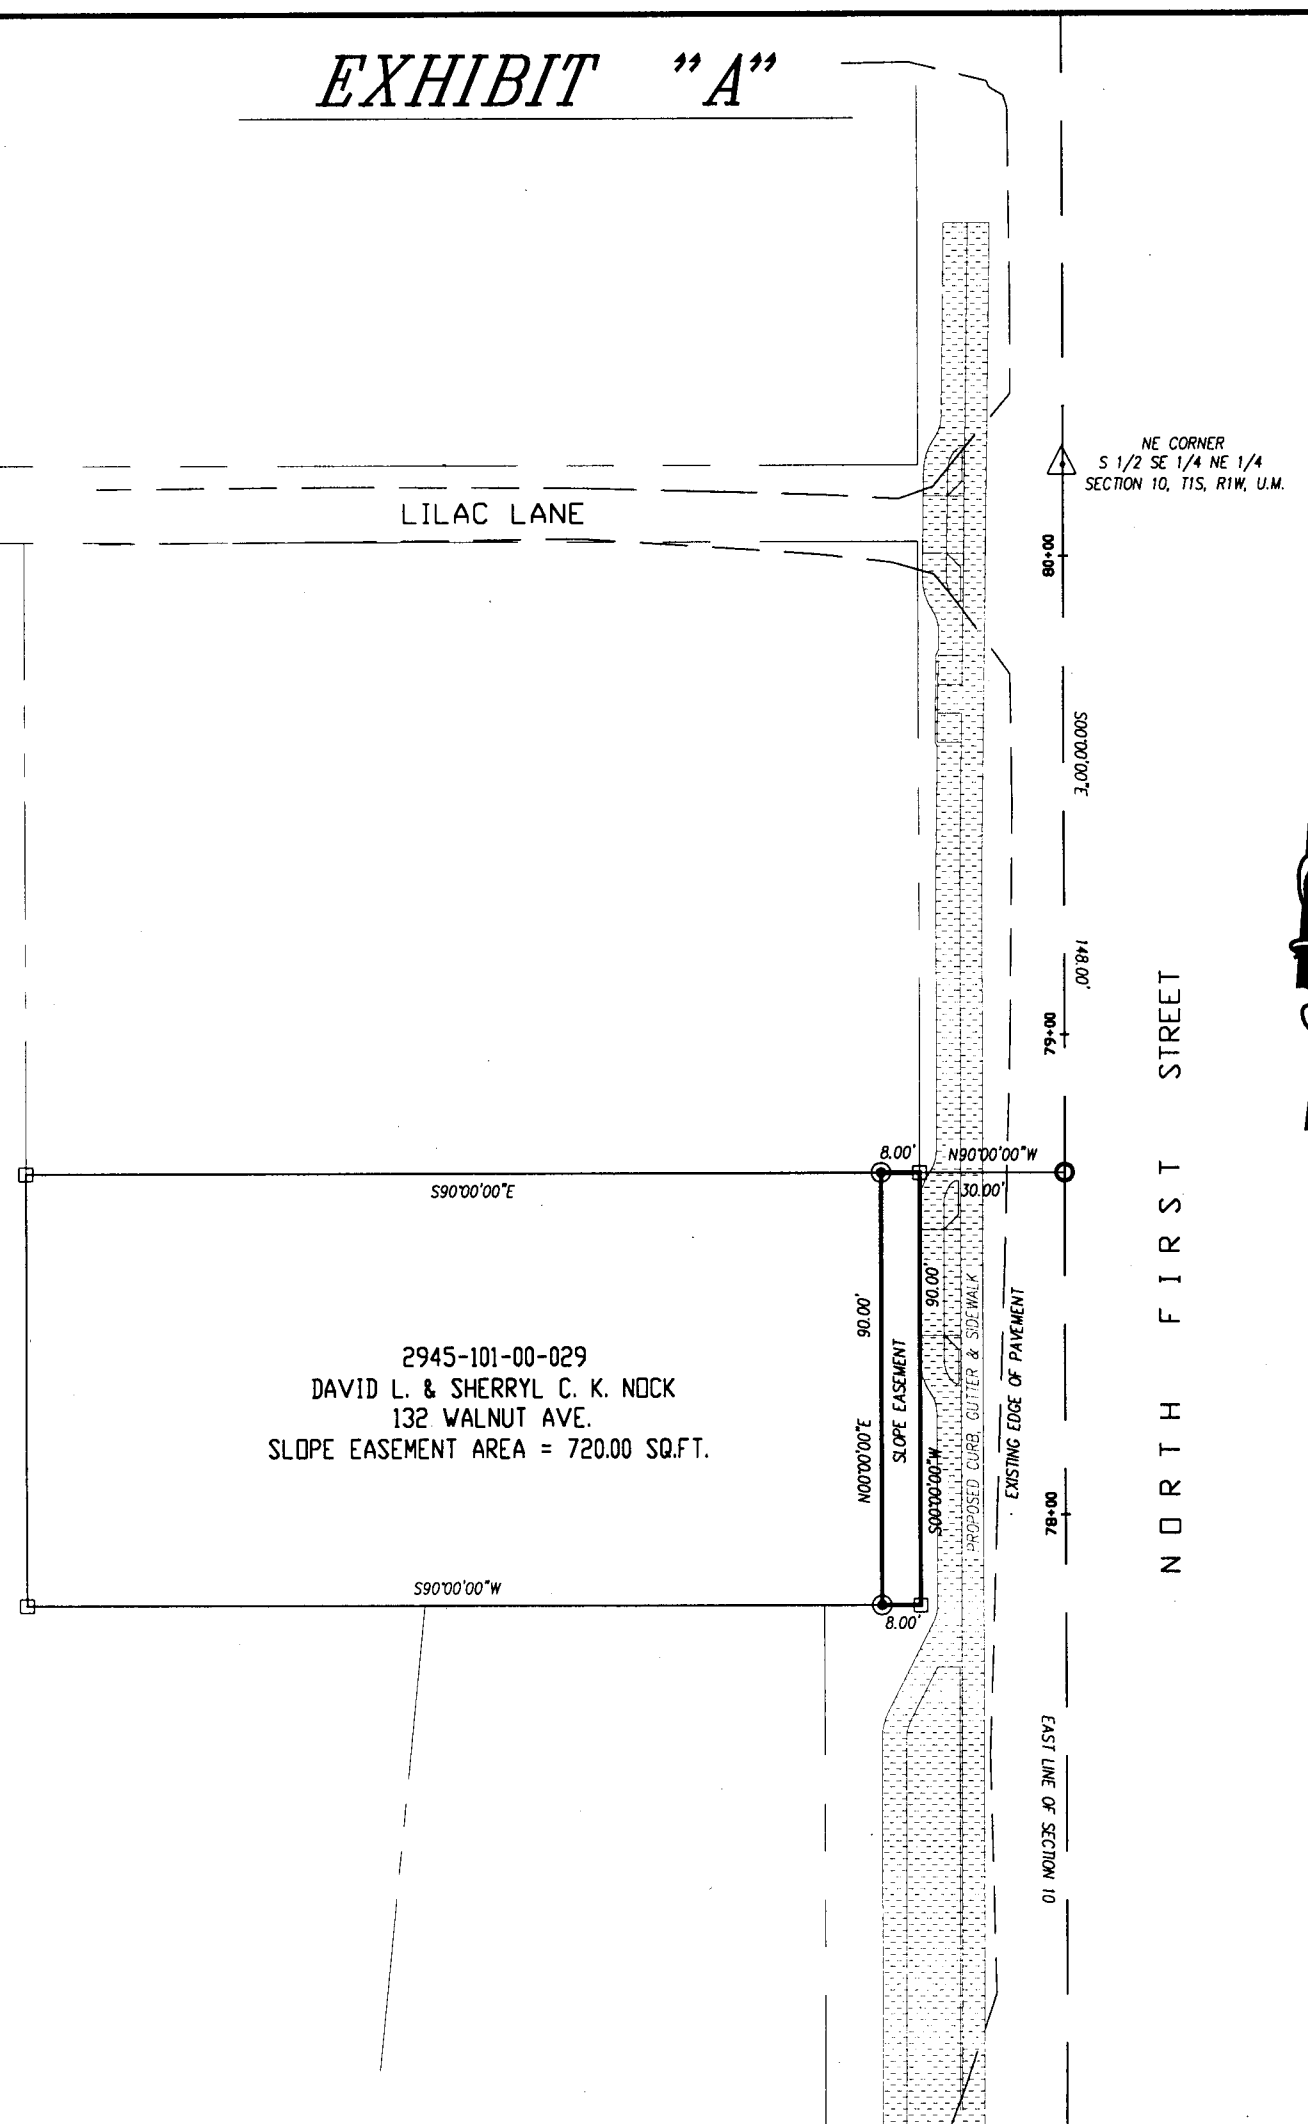 EXHIBIT "A"
NE CORNER
S 1/2 SE 1/4 NE 1/4
SECTION 10, T1S, R1W, U.M.
LILAC LANE
80+00
S00°00'00"E
148.00'
79+00
NORTH FIRST STREET
8.00'
N90°00'00"W
30.00'
S90°00'00"E
90.00'
90.00'
N00°00'00"E
SLOPE EASEMENT
S00°00'00"W
PROPOSED CURB, GUTTER & SIDEWALK
EXISTING EDGE OF PAVEMENT
78+00
2945-101-00-029
DAVID L. & SHERRYL C. K. NOCK
132 WALNUT AVE.
SLOPE EASEMENT AREA = 720.00 SQ.FT.
S90°00'00"W
8.00'
EAST LINE OF SECTION 10